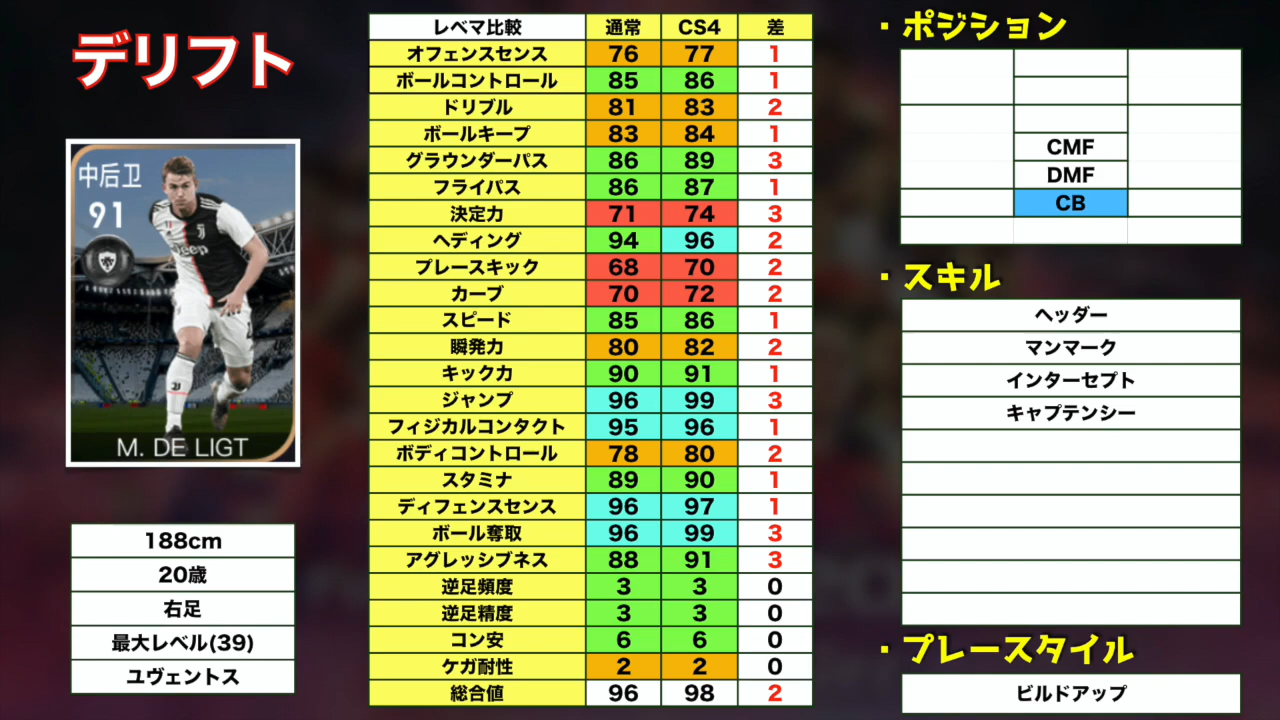 デリフト
中后卫
91
Jeep
M. DE LIGT
188cm
20歳
右足
最大レベル(39)
ユヴェントス
レベマ比較 通常 CS4 差
オフェンスセンス 76 77 1
ボールコントロール 85 86 1
ドリブル 81 83 2
ボールキープ 83 84 1
グラウンダーパス 86 89 3
フライパス 86 87 1
決定力 71 74 3
ヘディング 94 96 2
プレースキック 68 70 2
カーブ 70 72 2
スピード 85 86 1
瞬発力 80 82 2
キック力 90 91 1
ジャンプ 96 99 3
フィジカルコンタクト 95 96 1
ボディコントロール 78 80 2
スタミナ 89 90 1
ディフェンスセンス 96 97 1
ボール奪取 96 99 3
アグレッシブネス 88 91 3
逆足頻度 3 3 0
逆足精度 3 3 0
コン安 6 6 0
ケガ耐性 2 2 0
総合値 96 98 2
・ポジション
CMF
DMF
CB
・スキル
ヘッダー
マンマーク
インターセプト
キャプテンシー
・プレースタイル
ビルドアップ